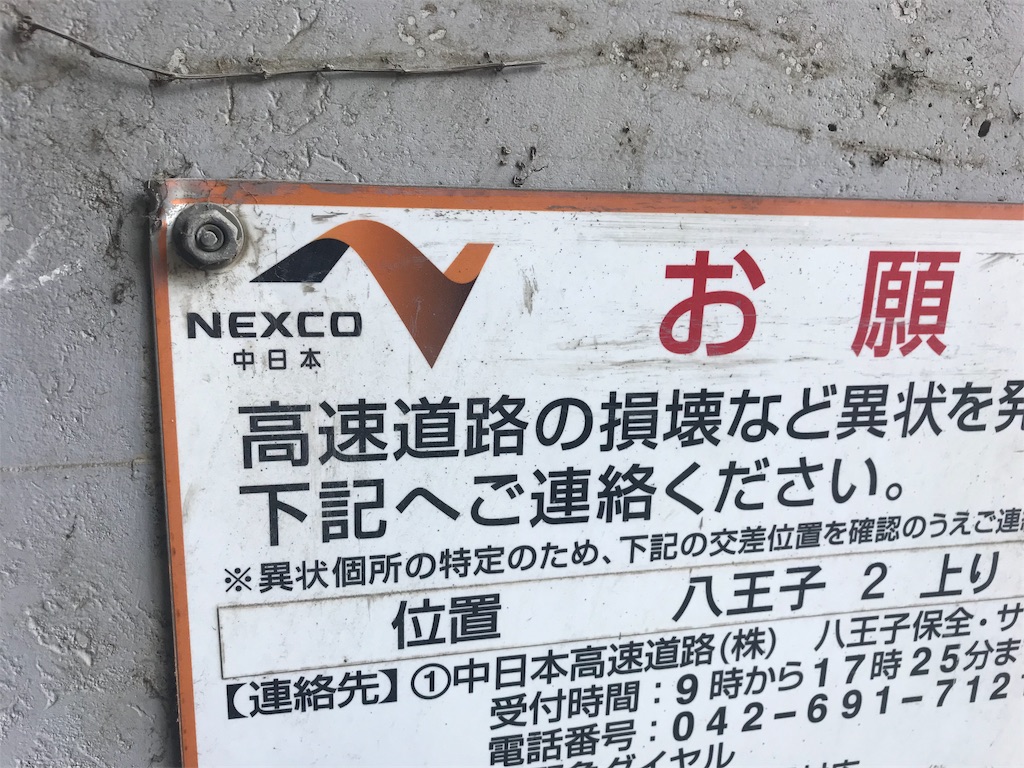 NEXCO
中日本
お願
高速道路の損壊など異状を発
下記へご連絡ください。
※異状個所の特定のため、下記の交差位置を確認のうえご連
位置 八王子 2 上り
【連絡先】①中日本高速道路(株) 八王子保全・サ
受付時間：9時から17時25分ま
電話番号：042-691-712
ダイヤル